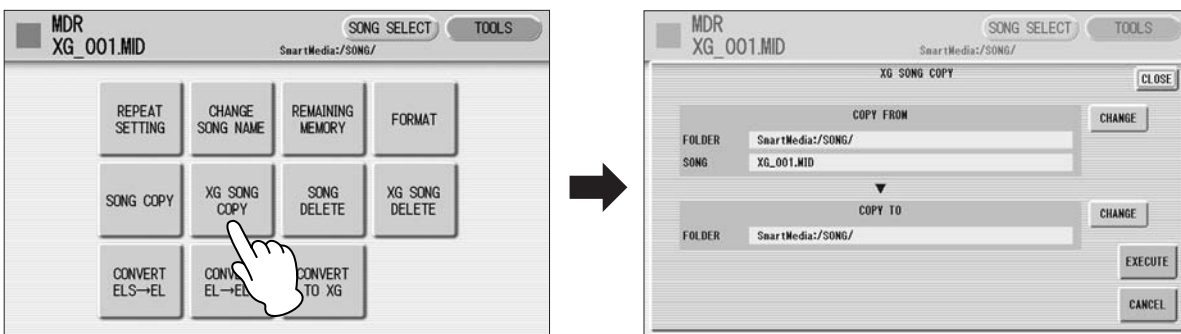 MDR
XG_001.MID
SONG SELECT
TOOLS
SmartMedia:/SONG/
REPEAT
SETTING
CHANGE
SONG NAME
REMAINING
MEMORY
FORMAT
SONG COPY
XG SONG
COPY
SONG
DELETE
XG SONG
DELETE
CONVERT
ELS→EL
CONVERT
TO XG
MDR
XG_001.MID
SONG SELECT
TOOLS
SmartMedia:/SONG/
XG SONG COPY
CLOSE
COPY FROM
CHANGE
FOLDER SmartMedia:/SONG/
SONG XG_001.MID
▼
COPY TO
CHANGE
FOLDER SmartMedia:/SONG/
EXECUTE
CANCEL